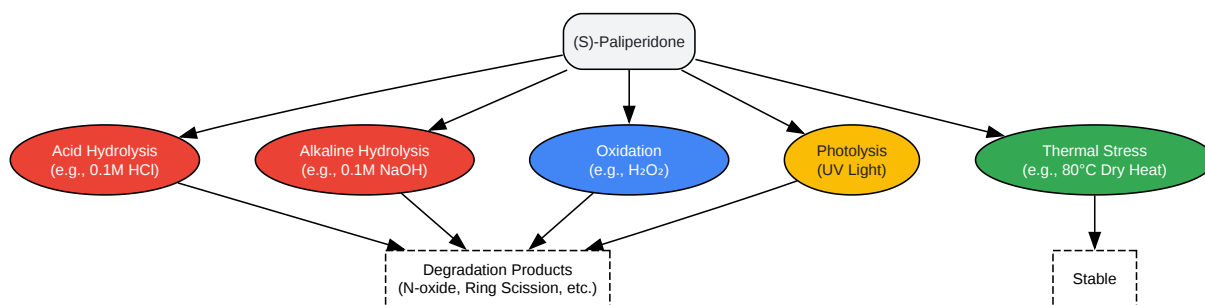 (S)-Paliperidone
Acid Hydrolysis
(e.g., 0.1M HCl)
Alkaline Hydrolysis
(e.g., 0.1M NaOH)
Oxidation
(e.g., H₂O₂)
Photolysis
(UV Light)
Thermal Stress
(e.g., 80°C Dry Heat)
Degradation Products
(N-oxide, Ring Scission, etc.)
Stable